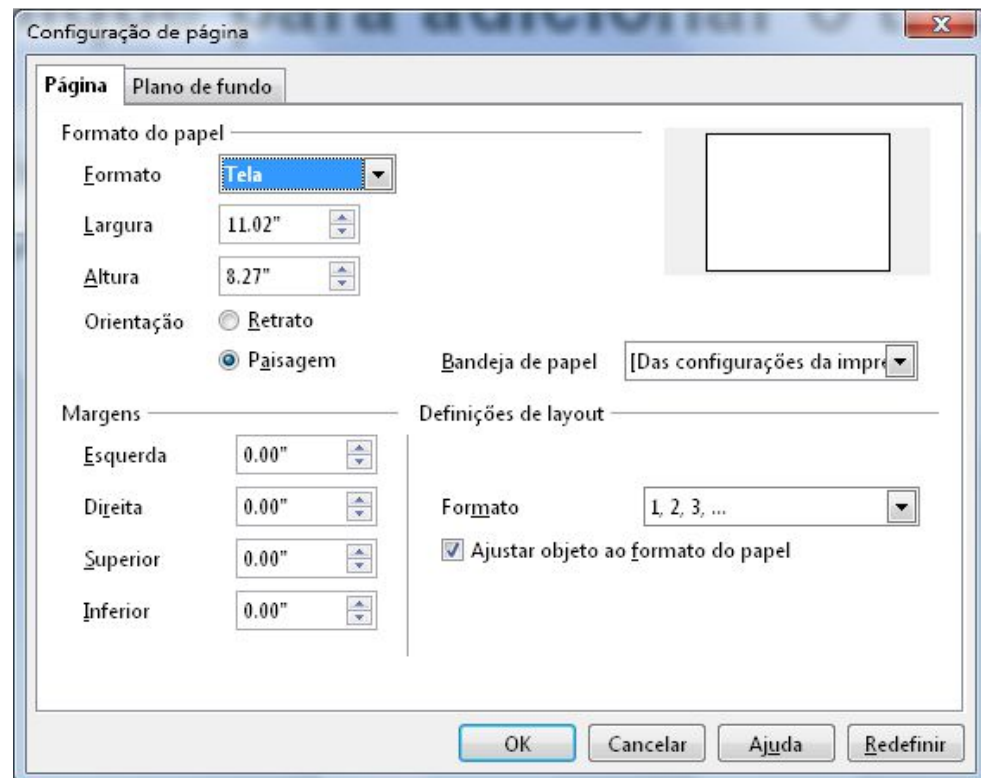 para adicionar o
Configuração de página
Página
Plano de fundo
Formato do papel
Formato
Tela
Largura
11.02"
Altura
8.27"
Orientação
Retrato
Paisagem
Bandeja de papel
[Das configurações da impre
Margens
Esquerda
0.00"
Direita
0.00"
Superior
0.00"
Inferior
0.00"
Definições de layout
Formato
1, 2, 3, ...
Ajustar objeto ao formato do papel
OK
Cancelar
Ajuda
Redefinir